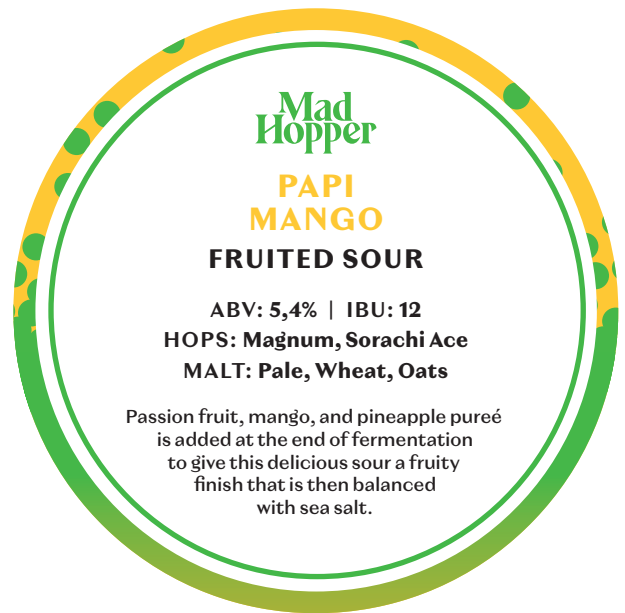 Mad
Hopper
PAPI
MANGO
FRUITED SOUR
ABV: 5,4% | IBU: 12
HOPS: Magnum, Sorachi Ace
MALT: Pale, Wheat, Oats
Passion fruit, mango, and pineapple pureé
is added at the end of fermentation
to give this delicious sour a fruity
finish that is then balanced
with sea salt.